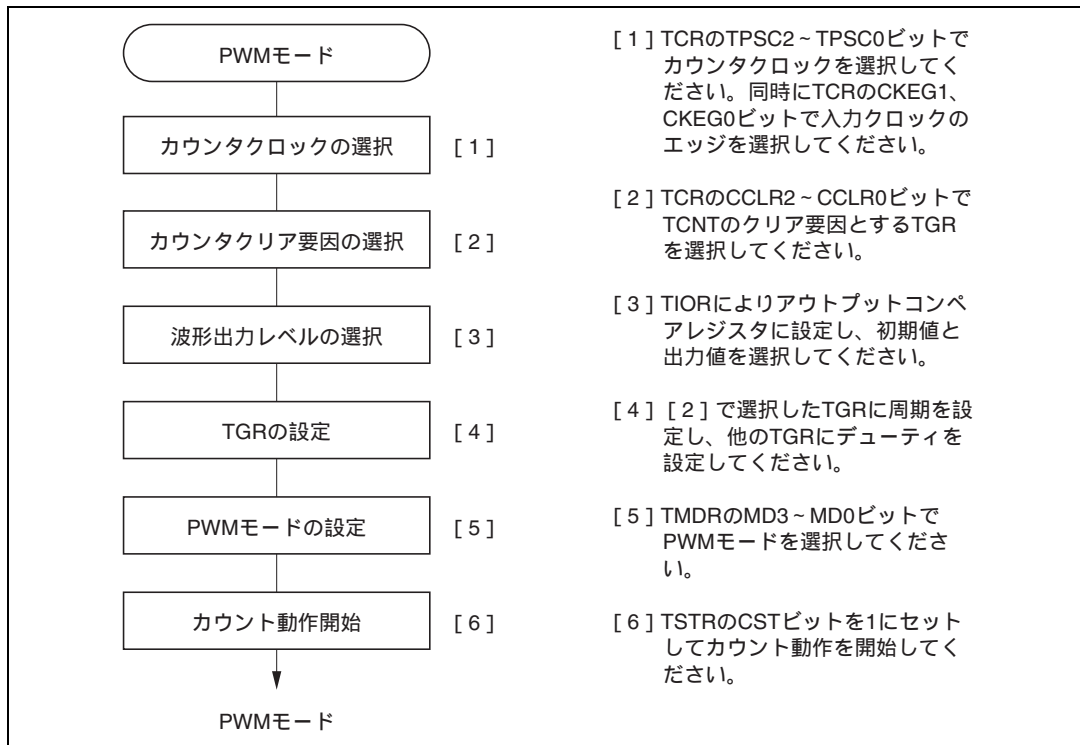 PWMモード
カウンタクロックの選択 [ 1 ]
カウンタクリア要因の選択 [ 2 ]
波形出力レベルの選択 [ 3 ]
TGRの設定 [ 4 ]
PWMモードの設定 [ 5 ]
カウント動作開始 [ 6 ]
PWMモード
[ 1 ] TCRのTPSC2~TPSC0ビットで
カウンタクロックを選択してく
ださい。同時にTCRのCKEG1、
CKEG0ビットで入力クロックの
エッジを選択してください。
[ 2 ] TCRのCCLR2~CCLR0ビットで
TCNTのクリア要因とするTGR
を選択してください。
[ 3 ] TIORによりアウトプットコンペ
アレジスタに設定し、初期値と
出力値を選択してください。
[ 4 ] [ 2 ] で選択したTGRに周期を設
定し、他のTGRにデューティを
設定してください。
[ 5 ] TMDRのMD3~MD0ビットで
PWMモードを選択してくださ
い。
[ 6 ] TSTRのCSTビットを1にセット
してカウント動作を開始してく
ださい。